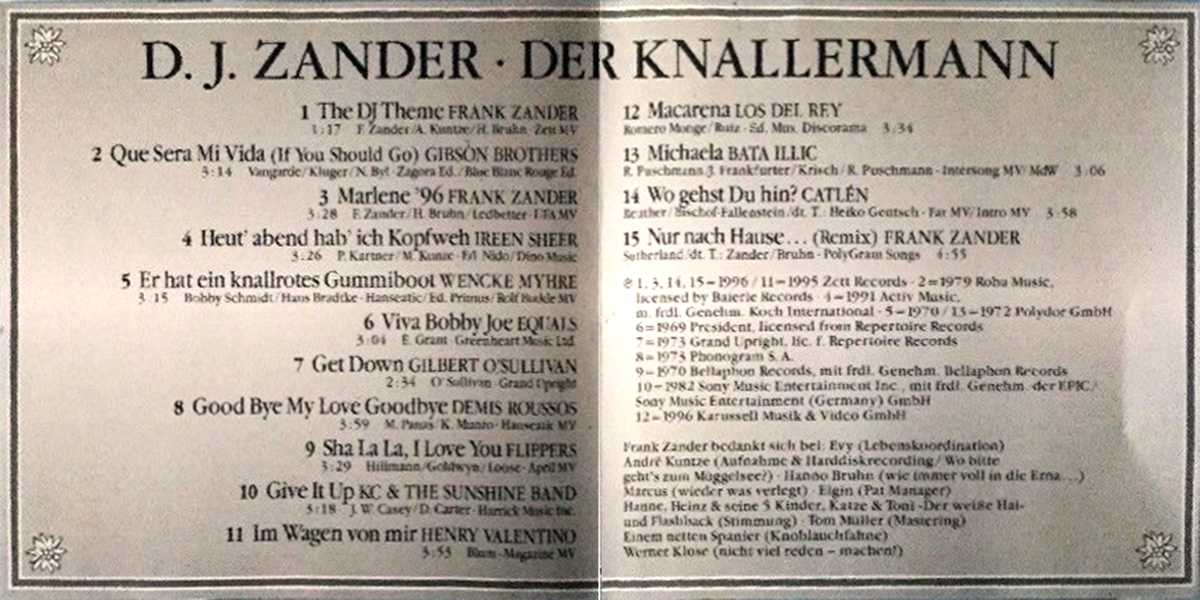 D. J. ZANDER · DER KNALLERMANN
1 The DJ Theme FRANK ZANDER
1:17 F. Zander/A. Kuntze/H. Bruhn · Zett MV
2 Que Sera Mi Vida (If You Should Go) GIBSON BROTHERS
3:14 Vangarde/Kluger/N. Byl · Zagora Ed./Bloc Blanc Rouge Ed.
3 Marlene '96 FRANK ZANDER
3:28 F. Zander/H. Bruhn/Ledbetter · UFA MV
4 Heut' abend hab' ich Kopfweh IREEN SHEER
3:26 P. Kartner/M. Kunze · Ed. Nido/Dino Music
5 Er hat ein knallrotes Gummiboot WENCKE MYHRE
3:15 Bobby Schmidt/Hans Bradtke · Hanseatic/Ed. Primus/Rolf Budde MV
6 Viva Bobby Joe EQUALS
3:04 E. Grant · Greenheart Music Ltd.
7 Get Down GILBERT O'SULLIVAN
2:34 O'Sullivan · Grand Upright
8 Good Bye My Love Goodbye DEMIS ROUSSOS
3:59 M. Panas/K. Munro · Hanseatic MV
9 Sha La La, I Love You FLIPPERS
3:29 Hillmann/Goldwyn/Loose · April MV
10 Give It Up KC & THE SUNSHINE BAND
3:18 J. W. Casey/D. Carter · Harrick Music Inc.
11 Im Wagen von mir HENRY VALENTINO
3:53 Blum · Magazine MV
12 Macarena LOS DEL REY
Romero Monge/Ruiz · Ed. Mus. Discorama 3:34
13 Michaela BATA ILLIC
R. Puschmann/J. Frankfurter/Krisch/R. Puschmann · Intersong MV/MdW 3:06
14 Wo gehst Du hin? CATLÉN
Reather/Bischof-Fallenstein/dt. T.: Heiko Gentsch · Far MV/Intro MV 3:58
15 Nur nach Hause... (Remix) FRANK ZANDER
Sutherland/dt. T.: Zander/Bruhn · PolyGram Songs 4:55
℗ 1, 3, 14, 15=1996 / 11=1995 Zett Records · 2=1979 Roba Music,
licensed by Baierle Records · 4=1991 Activ Music,
m. frdl. Genehm. Koch International · 5=1970 / 13=1972 Polydor GmbH
6=1969 President, licensed from Repertoire Records
7=1973 Grand Upright, lic. f. Repertoire Records
8=1973 Phonogram S. A.
9=1970 Bellaphon Records, mit frdl. Genehm. Bellaphon Records
10=1982 Sony Music Entertainment Inc., mit frdl. Genehm. der EPIC/
Sony Music Entertainment (Germany) GmbH
12=1996 Karussell Musik & Video GmbH
Frank Zander bedankt sich bei: Evy (Lebenskoordination)
André Kuntze (Aufnahme & Harddiskrecording/Wo bitte
geht's zum Müggelsee?) · Hanno Bruhn (wie immer voll in die Erna...)
Marcus (wieder was verlegt) · Elgin (Pat Manager)
Hanne, Heinz & seine 5 Kinder, Katze & Toni -Der weiße Hai-
und Flashback (Stimmung) · Tom Müller (Mastering)
Einem netten Spanier (Knoblauchfahne)
Werner Klose (nicht viel reden – machen!)